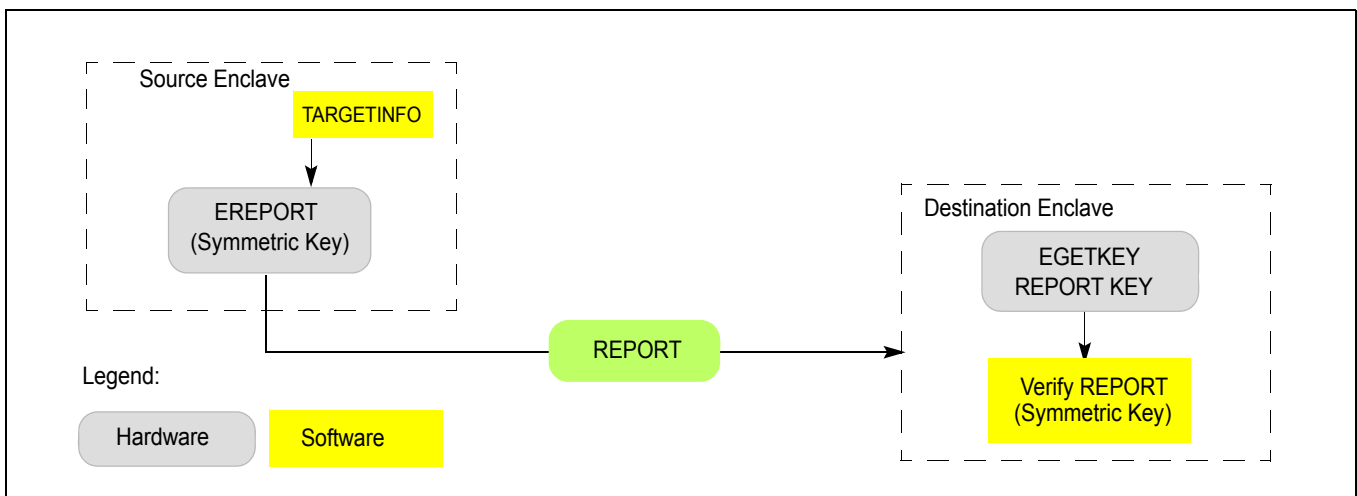 Source Enclave
TARGETINFO
EREPORT
(Symmetric Key)
Destination Enclave
EGETKEY
REPORT KEY
REPORT
Verify REPORT
(Symmetric Key)
Legend:
Hardware
Software